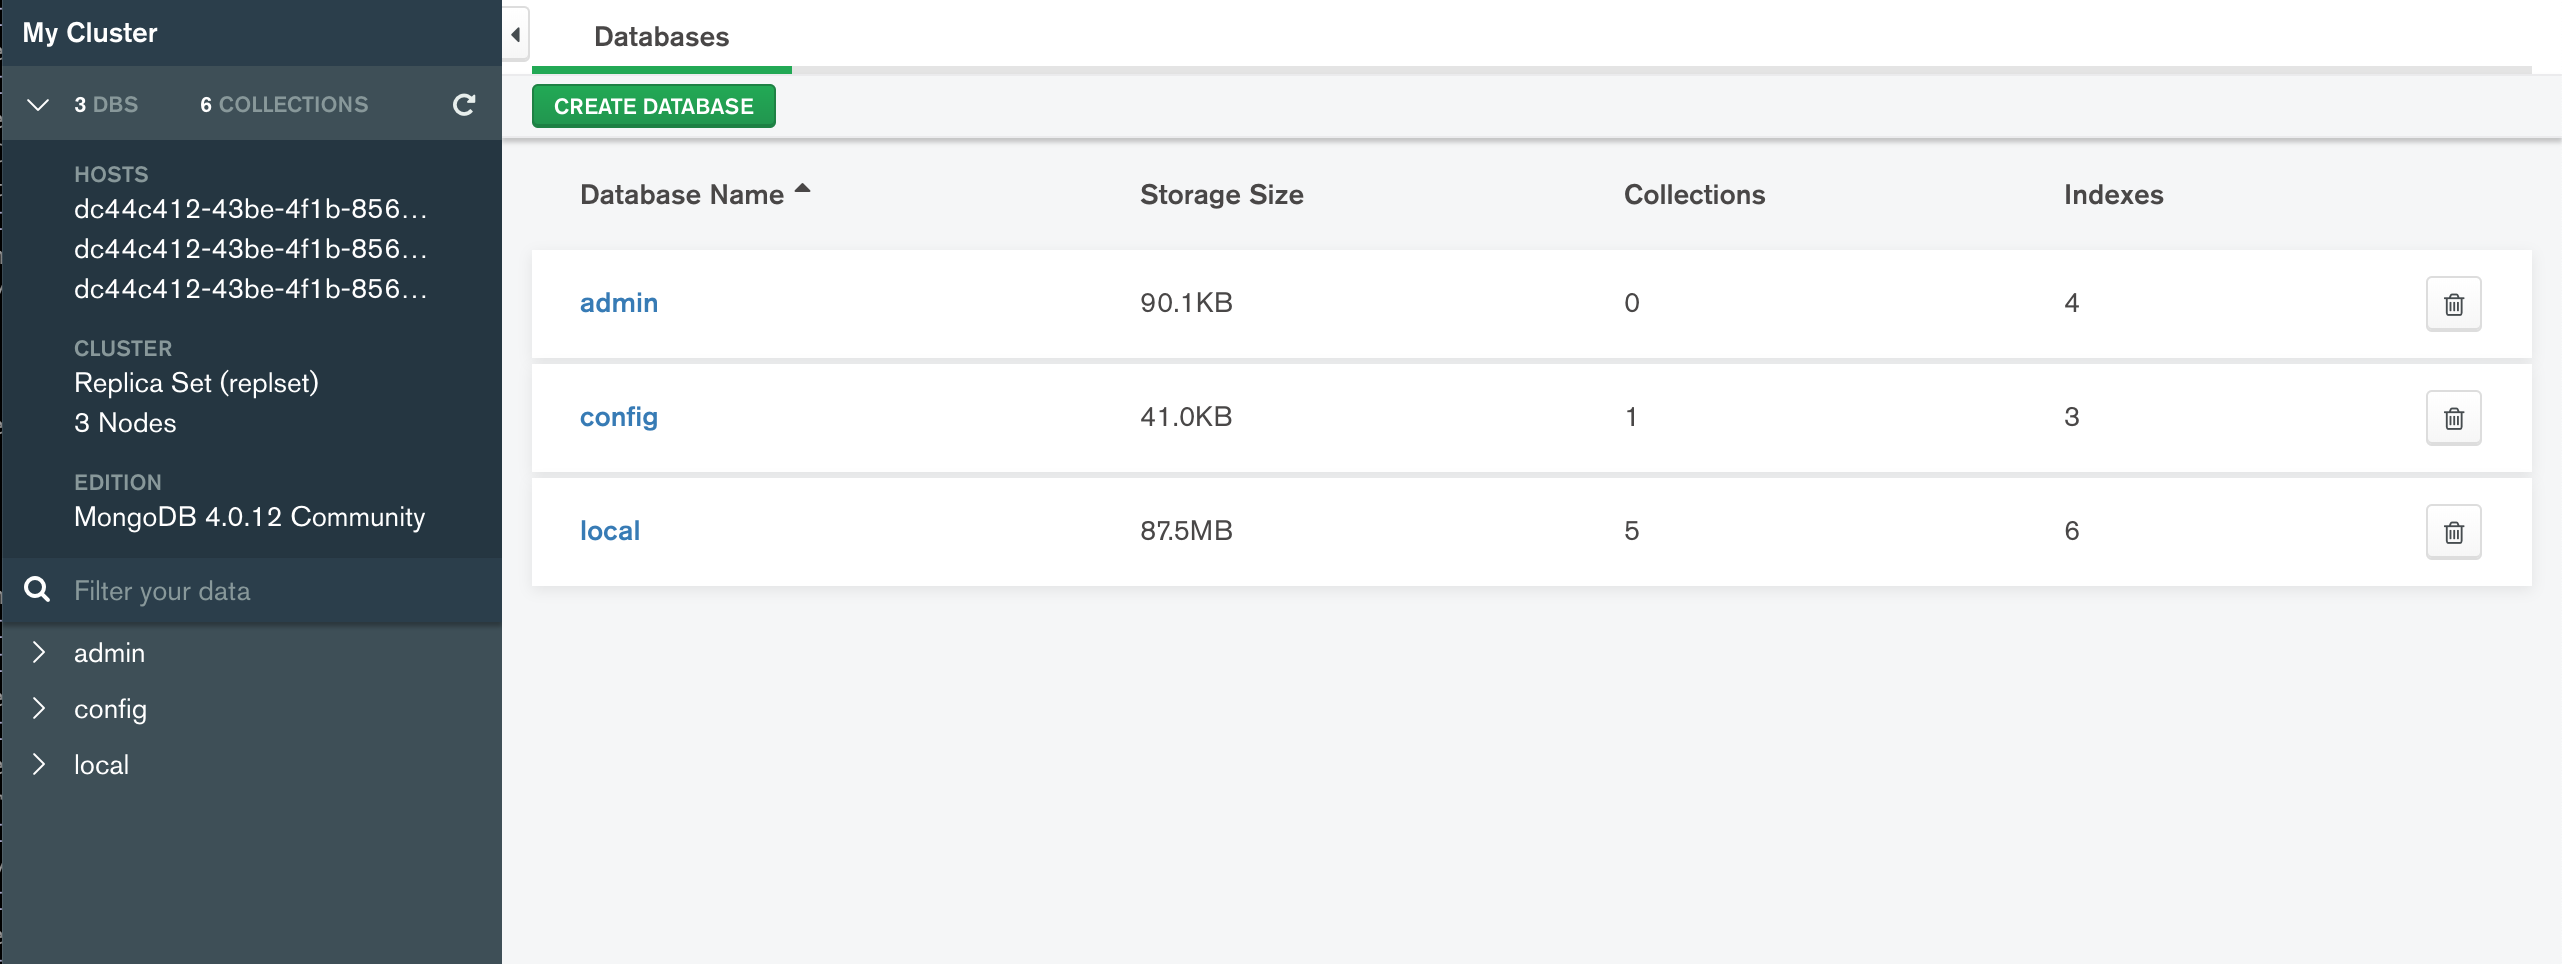 My Cluster
3 DBS 6 COLLECTIONS
HOSTS
dc44c412-43be-4f1b-856...
dc44c412-43be-4f1b-856...
dc44c412-43be-4f1b-856...
CLUSTER
Replica Set (replset)
3 Nodes
EDITION
MongoDB 4.0.12 Community
Filter your data
admin
config
local
Databases
CREATE DATABASE
Database Name Storage Size Collections Indexes
admin 90.1KB 0 4
config 41.0KB 1 3
local 87.5MB 5 6